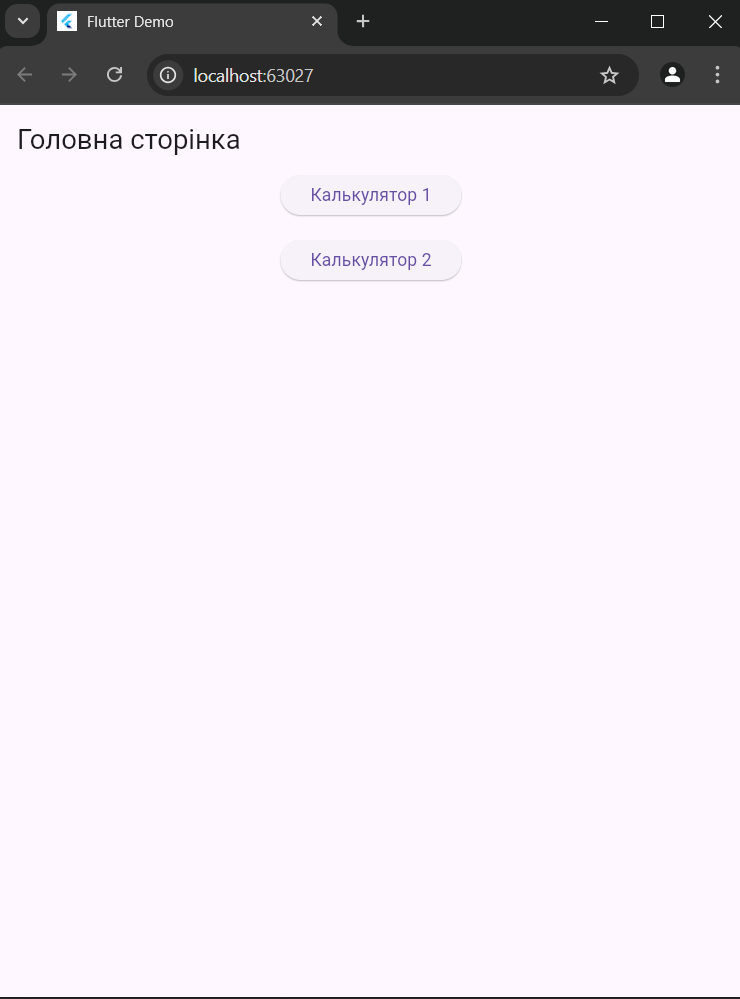 Flutter Demo
localhost:63027
Головна сторінка
Калькулятор 1
Калькулятор 2